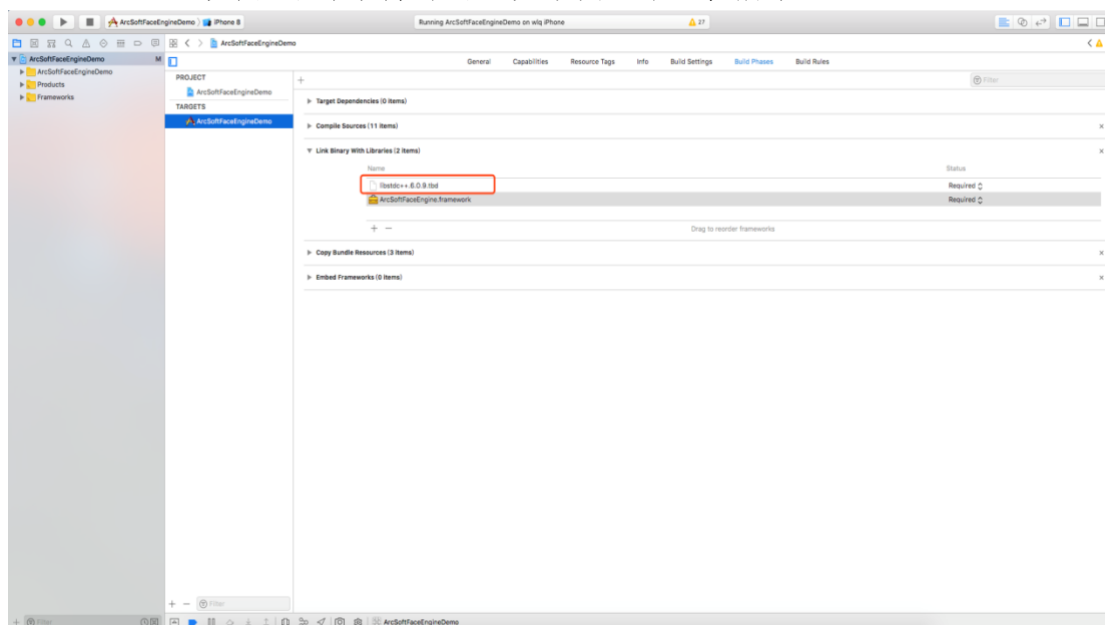 ArcSoftFaceEngineDemo
iPhone 8
Running ArcSoftFaceEngineDemo on wlq iPhone
27
ArcSoftFaceEngineDemo
ArcSoftFaceEngineDemo M
ArcSoftFaceEngineDemo
Products
Frameworks
General Capabilities Resource Tags Info Build Settings Build Phases Build Rules
PROJECT
ArcSoftFaceEngineDemo
TARGETS
ArcSoftFaceEngineDemo
Filter
Target Dependencies (0 items)
Compile Sources (11 items)
Link Binary With Libraries (2 items)
Name Status
libstdc++.6.0.9.tbd Required
ArcSoftFaceEngine.framework Required
Drag to reorder frameworks
Copy Bundle Resources (3 items)
Embed Frameworks (0 items)
Filter
Filter
ArcSoftFaceEngineDemo